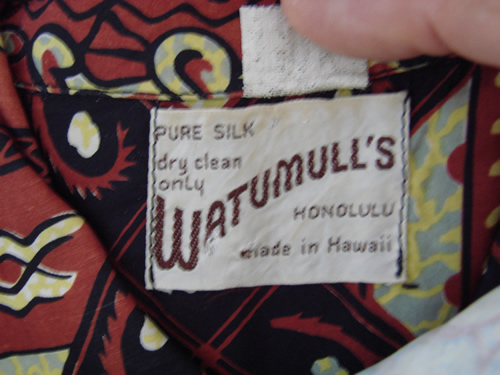 PURE SILK
dry clean
only
WATUMULL'S
HONOLULU
made in Hawaii